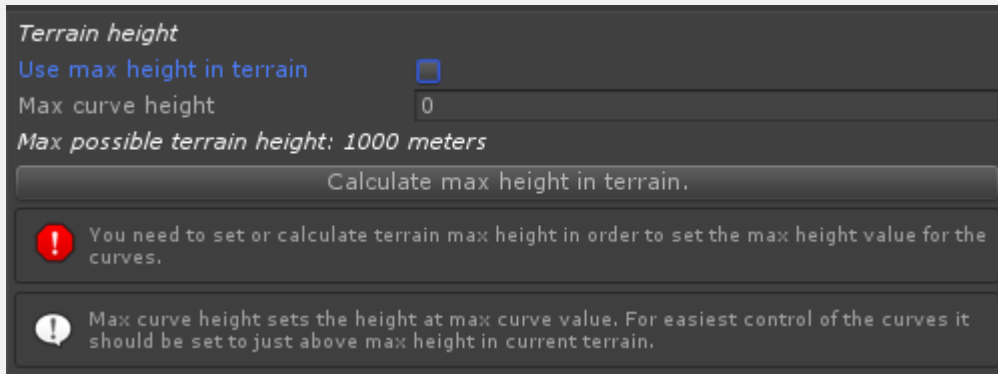 Terrain height
Use max height in terrain
Max curve height 0
Max possible terrain height: 1000 meters
Calculate max height in terrain.
You need to set or calculate terrain max height in order to set the max height value for the
curves.
Max curve height sets the height at max curve value. For easiest control of the curves it
should be set to just above max height in current terrain.